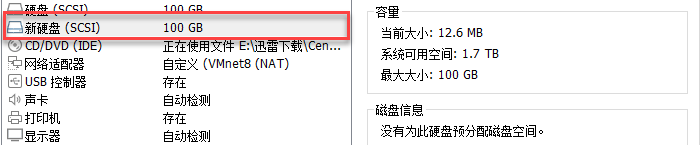 硬盘 (SCSI) 100 GB
新硬盘 (SCSI) 100 GB
CD/DVD (IDE) 正在使用文件 E:\迅雷下载\Cen...
网络适配器 自定义 (VMnet8 (NAT)
USB 控制器 存在
声卡 自动检测
打印机 存在
显示器 自动检测
容量
当前大小: 12.6 MB
系统可用空间: 1.7 TB
最大大小: 100 GB
磁盘信息
没有为此硬盘预分配磁盘空间。